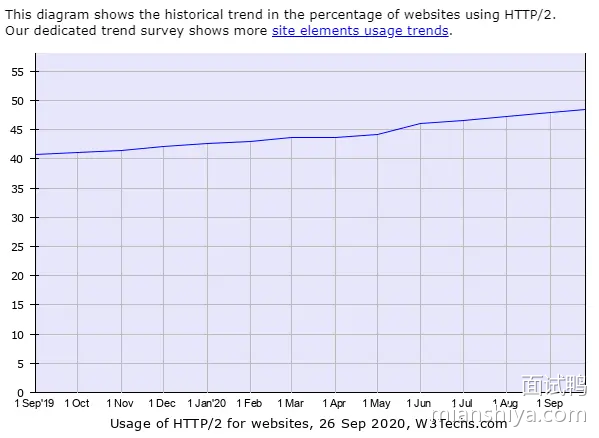 This diagram shows the historical trend in the percentage of websites using HTTP/2.
Our dedicated trend survey shows more site elements usage trends.
55
50
45
40
35
30
25
20
15
10
5
0
1 Sep'19 1 Oct 1 Nov 1 Dec 1 Jan'20 1 Feb 1 Mar 1 Apr 1 May 1 Jun 1 Jul 1 Aug 1 Sep
Usage of HTTP/2 for websites, 26 Sep 2020, W3Techs.com
面试鸭
mianshiya.com